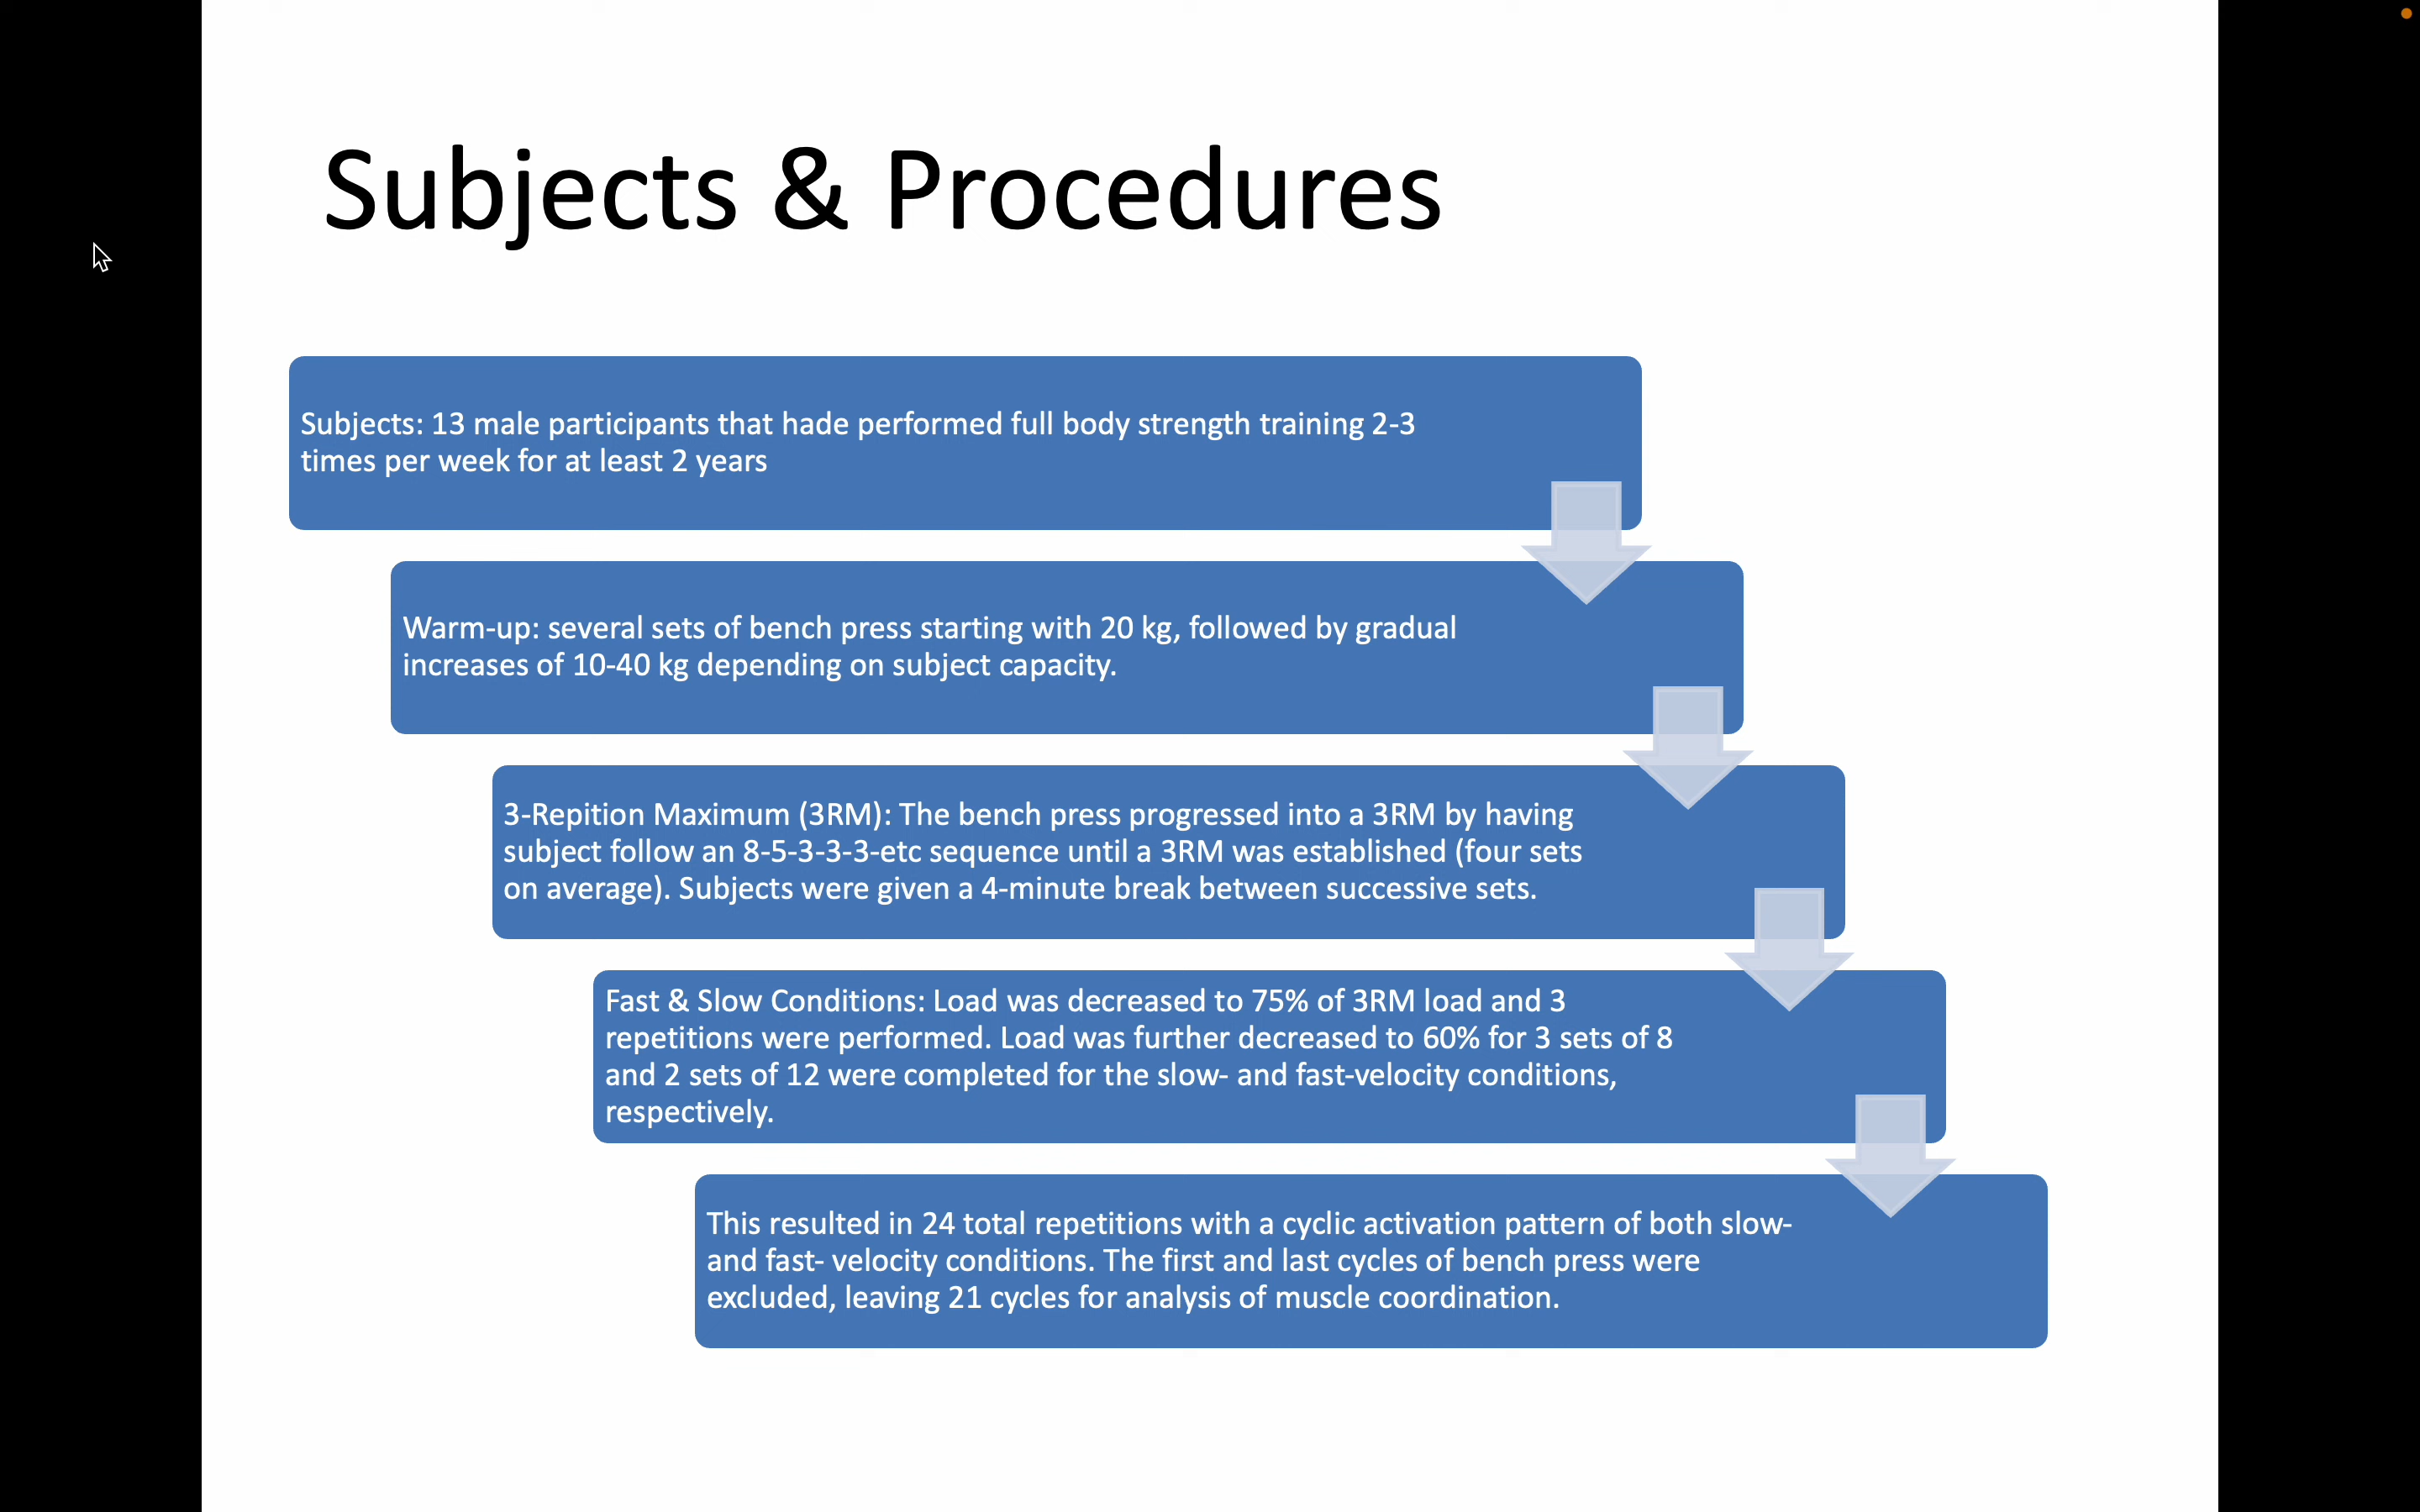 Subjects & Procedures
Subjects: 13 male participants that hade performed full body strength training 2-3
times per week for at least 2 years
Warm-up: several sets of bench press starting with 20 kg, followed by gradual
increases of 10-40 kg depending on subject capacity.
3-Repition Maximum (3RM): The bench press progressed into a 3RM by having
subject follow an 8-5-3-3-3-etc sequence until a 3RM was established (four sets
on average). Subjects were given a 4-minute break between successive sets.
Fast & Slow Conditions: Load was decreased to 75% of 3RM load and 3
repetitions were performed. Load was further decreased to 60% for 3 sets of 8
and 2 sets of 12 were completed for the slow- and fast-velocity conditions,
respectively.
This resulted in 24 total repetitions with a cyclic activation pattern of both slow-
and fast- velocity conditions. The first and last cycles of bench press were
excluded, leaving 21 cycles for analysis of muscle coordination.